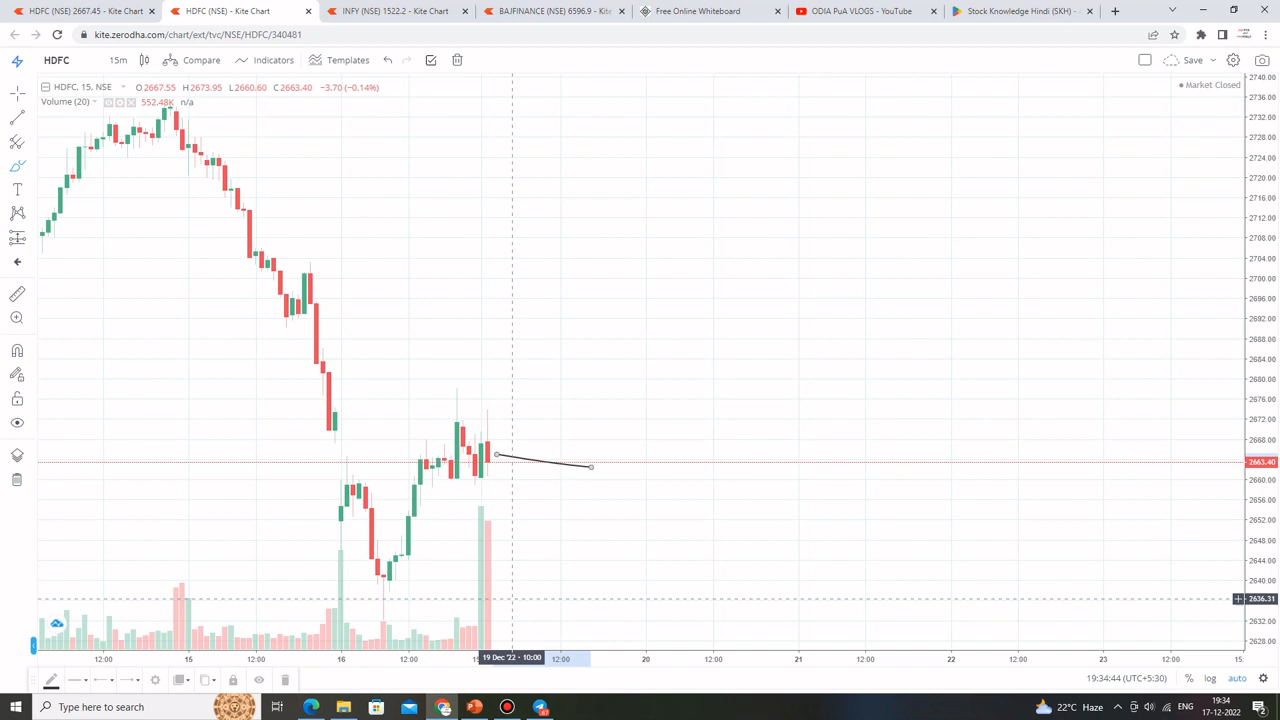 HDFC (NSE) 2667.45 - Kite Chart
HDFC (NSE) - Kite Chart
INFY (NSE) 1522.2 - Kite Chart
BAJFINANCE (NSE) 6596.9 - Kite C
Free Online Whiteboard
ODIA PuA VLOGS - YouTube
Stock Knowledge Hindi (SKH) -
kite.zerodha.com/chart/ext/tvc/NSE/HDFC/340481
HDFC 15m Compare Indicators Templates Save
HDFC, 15, NSE O 2667.55 H 2673.95 L 2660.60 C 2663.40 −3.70 (−0.14%)
Market Closed
Volume (20) 552.48K n/a
2740.00
2736.00
2732.00
2728.00
2724.00
2720.00
2716.00
2712.00
2708.00
2704.00
2700.00
2696.00
2692.00
2688.00
2684.00
2680.00
2676.00
2672.00
2668.00
2663.40
2660.00
2656.00
2652.00
2648.00
2644.00
2640.00
2636.31
2632.00
2628.00
12:00 15 12:00 16 12:00 19 Dec '22 - 10:00 12:00 20 12:00 21 12:00 22 12:00 23 12:00 15:
19:34:44 (UTC+5:30) % log auto
Type here to search
22°C Haze
19:34
17-12-2022
2